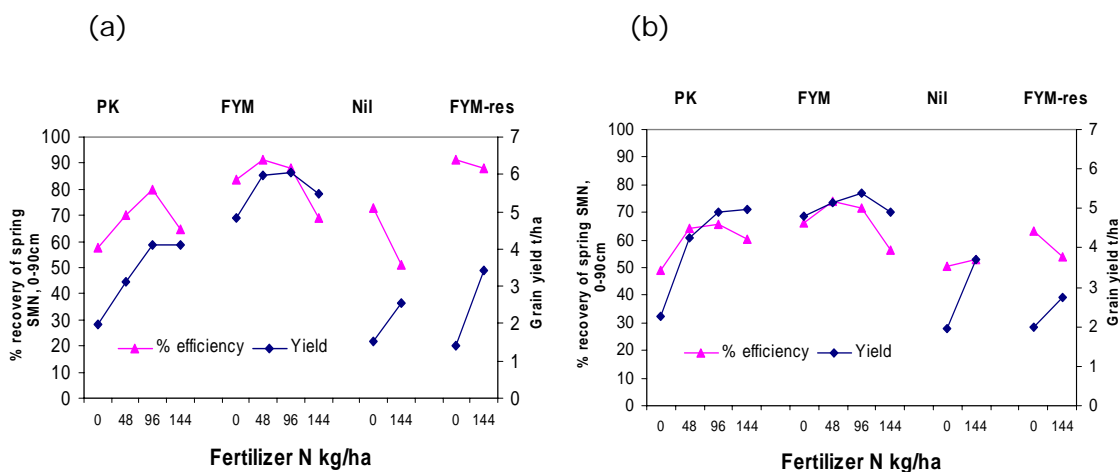 (a)
PK FYM Nil FYM-res
% recovery of spring
SMN, 0-90cm
100
90
80
70
60
50
40
30
20
10
0
7
6
5
4
3
2
1
0
Grain yield t/ha
% efficiency Yield
0 48 96 144 0 48 96 144 0 144 0 144
Fertilizer N kg/ha
(b)
PK FYM Nil FYM-res
% recovery of spring SMN,
0-90cm
100
90
80
70
60
50
40
30
20
10
0
7
6
5
4
3
2
1
0
Grain yield t/ha
% efficiency Yield
0 48 96 144 0 48 96 144 0 144 0 144
Fertilizer N kg/ha